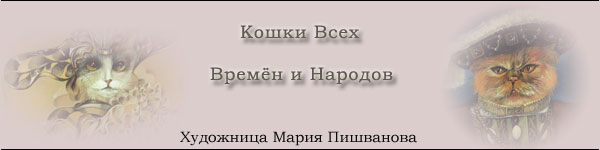 Кошки Всех
Времён и Народов
Художница Мария Пишванова